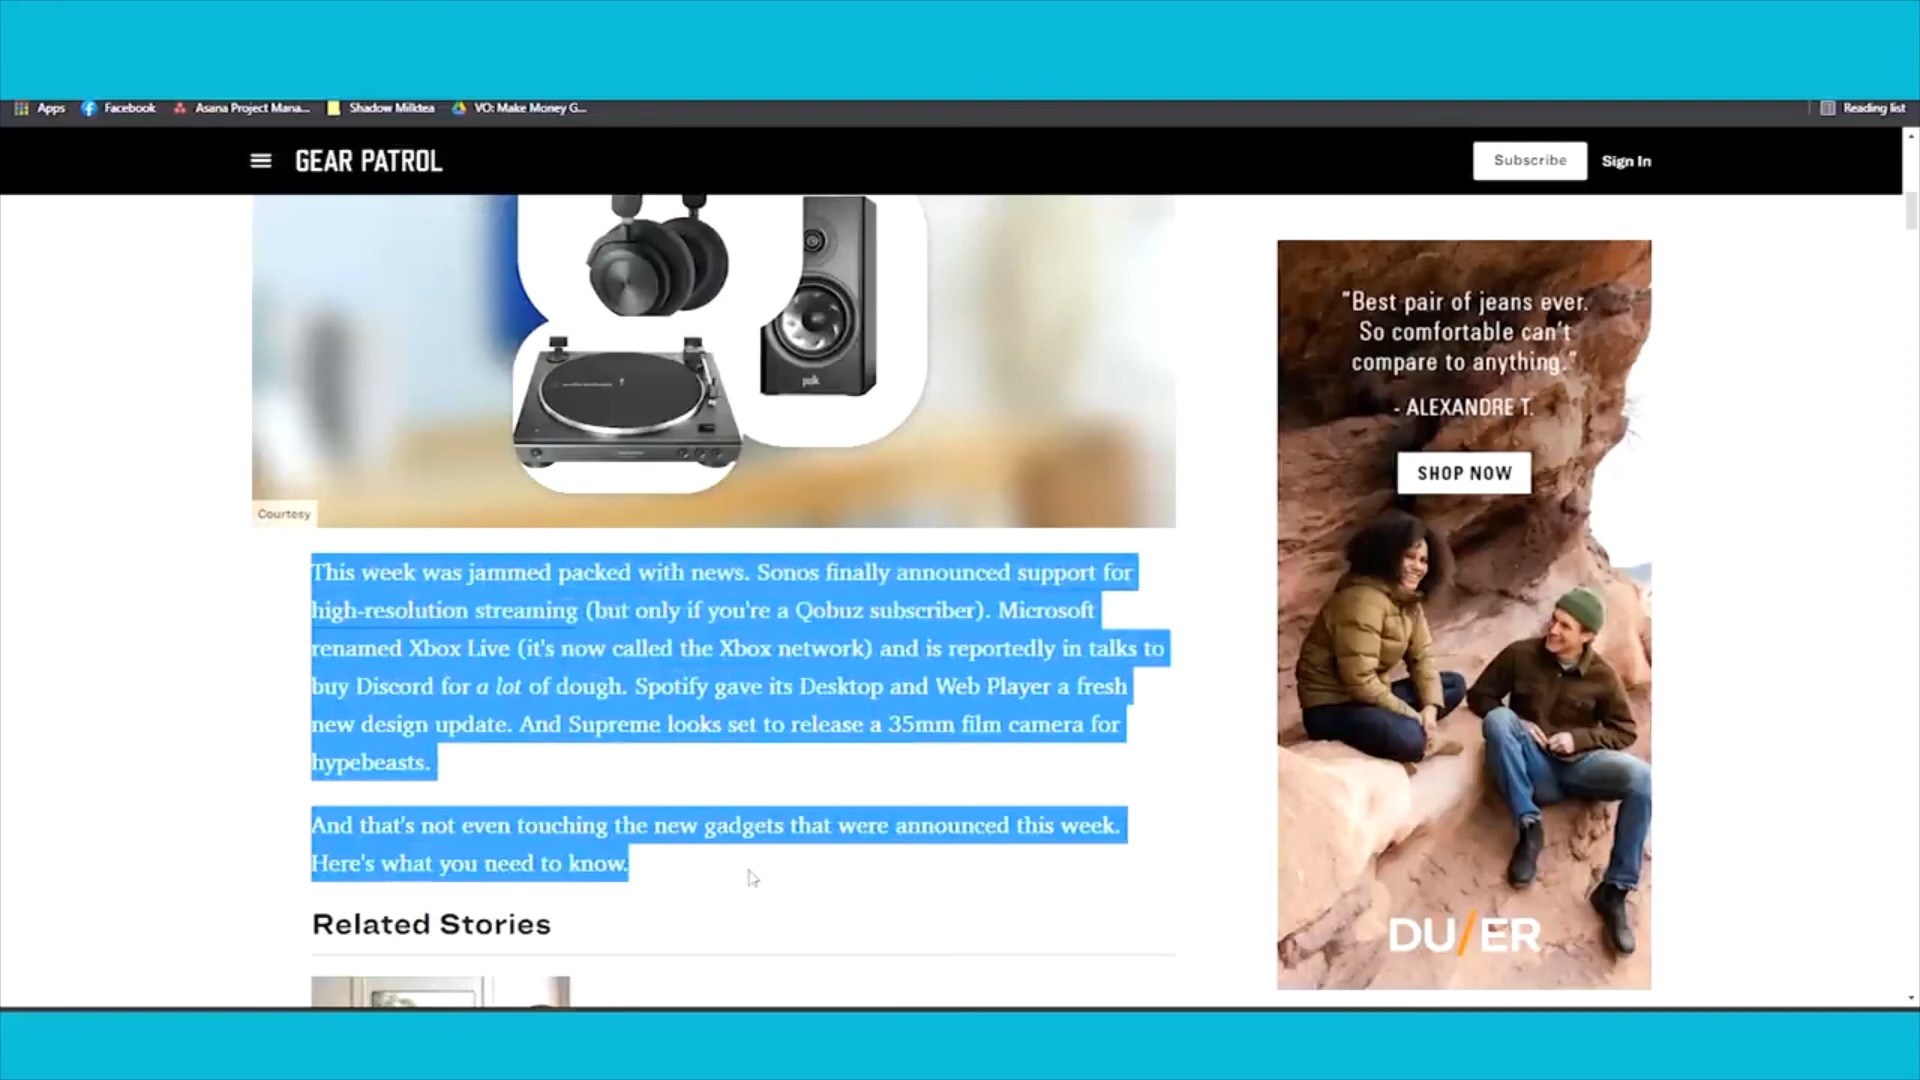 Apps Facebook Asana Project Mana... Shadow Milktea VO: Make Money G... Reading list
GEAR PATROL Subscribe Sign In
polk
Courtesy
This week was jammed packed with news. Sonos finally announced support for
high-resolution streaming (but only if you're a Qobuz subscriber). Microsoft
renamed Xbox Live (it's now called the Xbox network) and is reportedly in talks to
buy Discord for a lot of dough. Spotify gave its Desktop and Web Player a fresh
new design update. And Supreme looks set to release a 35mm film camera for
hypebeasts.
And that's not even touching the new gadgets that were announced this week.
Here's what you need to know.
Related Stories
"Best pair of jeans ever.
So comfortable can't
compare to anything."
- ALEXANDRE T.
SHOP NOW
DU/ER